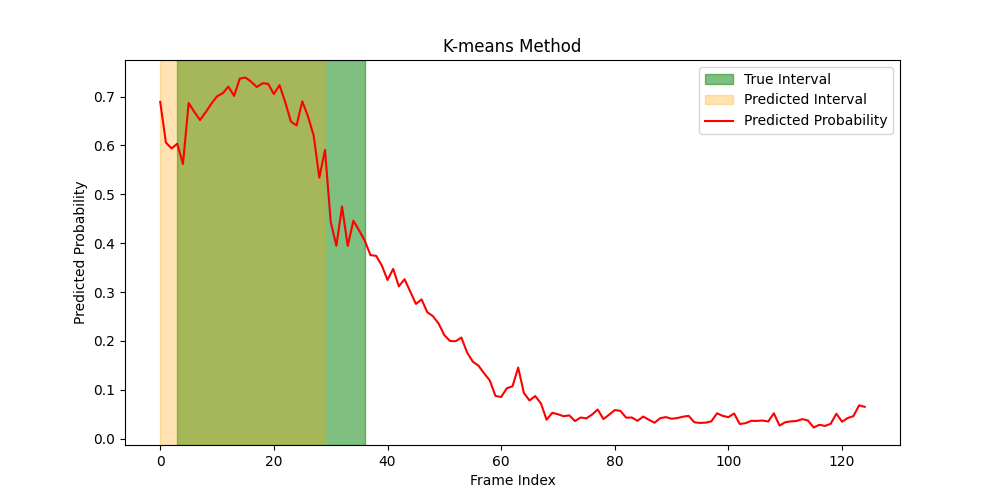 K-means Method
True Interval
Predicted Interval
Predicted Probability
Predicted Probability
0.7
0.6
0.5
0.4
0.3
0.2
0.1
0.0
0 20 40 60 80 100 120
Frame Index